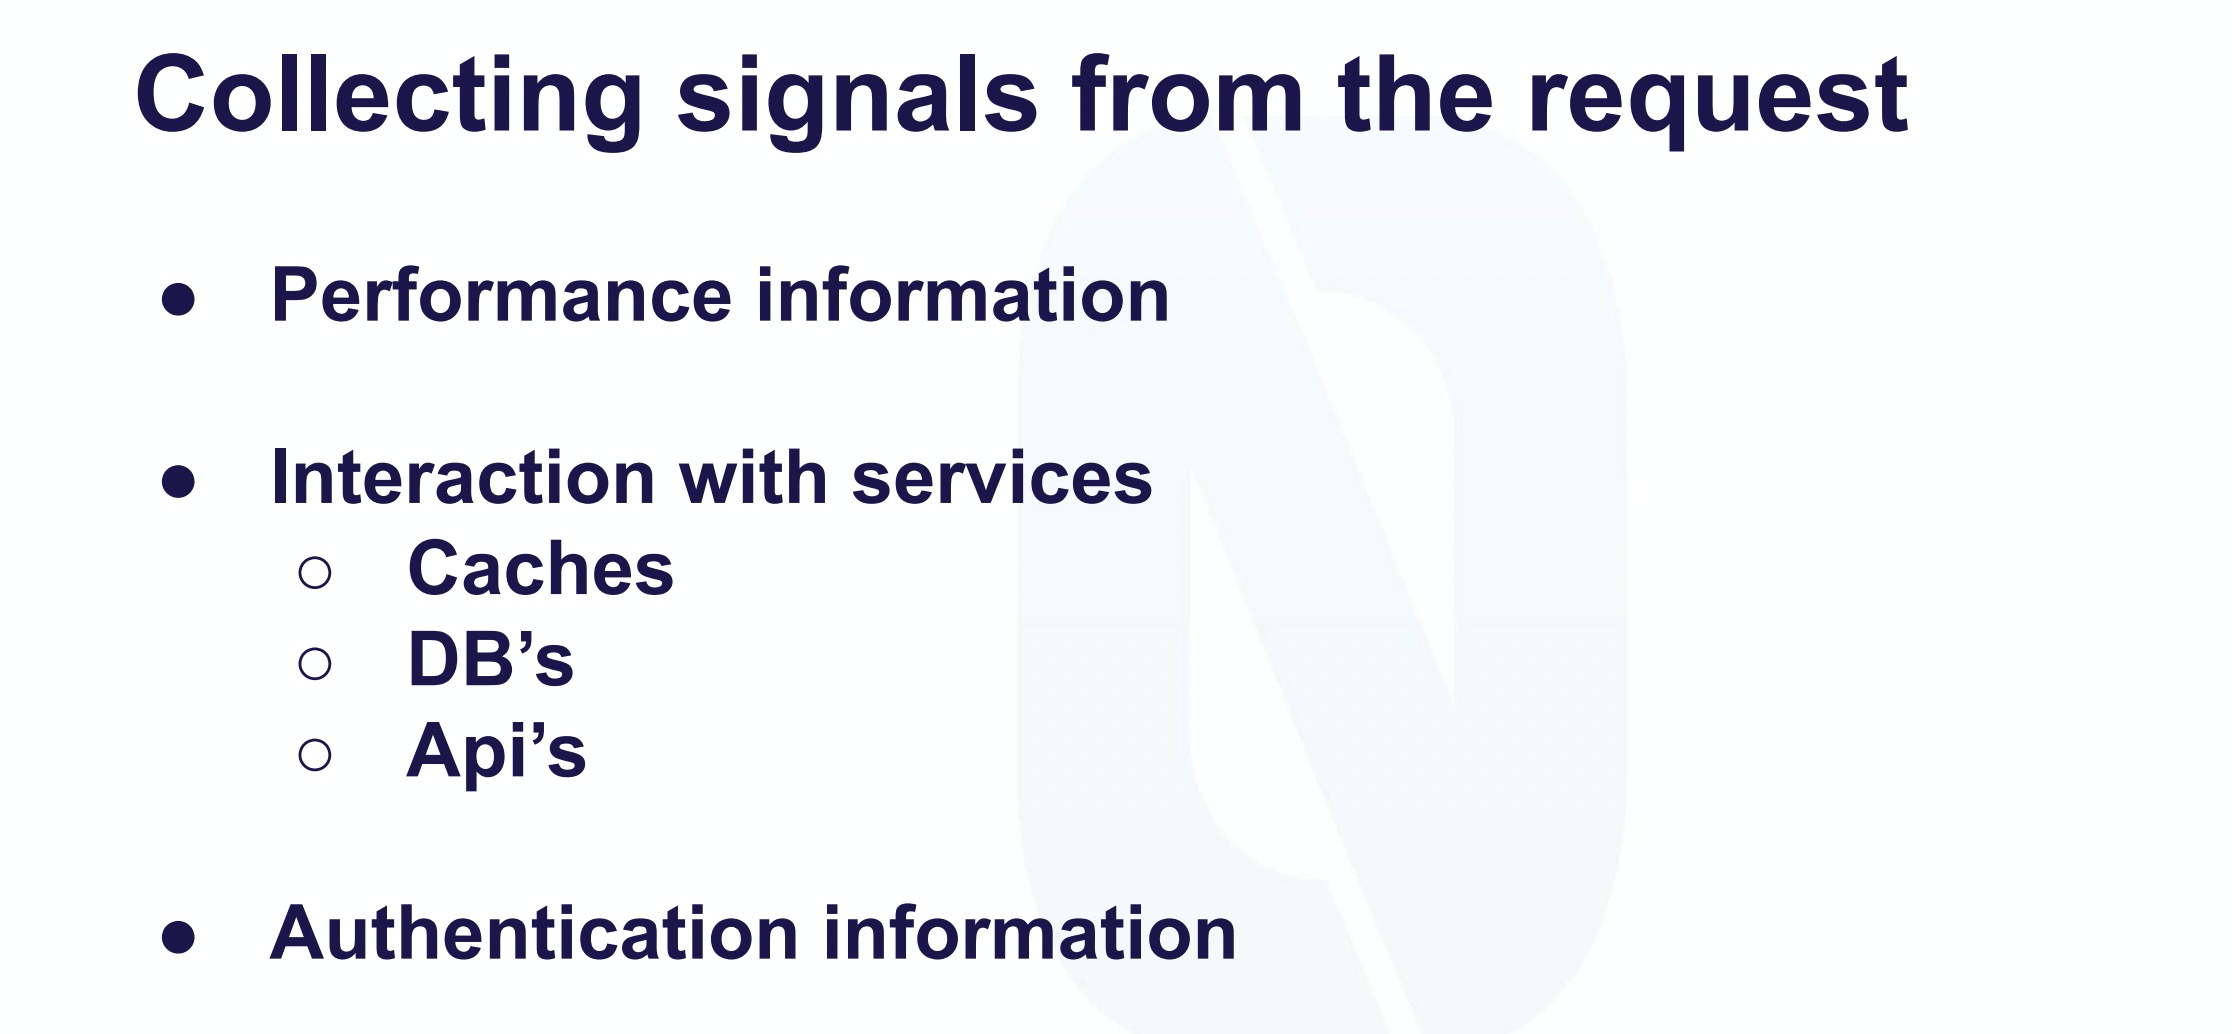 Collecting signals from the request
● Performance information
● Interaction with services
○ Caches
○ DB’s
○ Api’s
● Authentication information